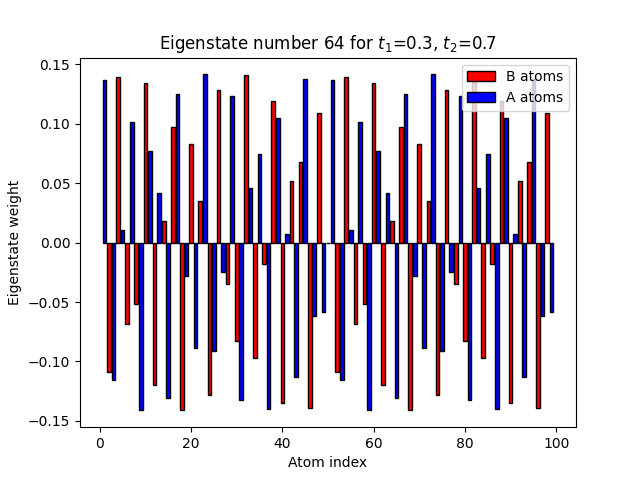 Eigenstate number 64 for t₁=0.3, t₂=0.7
B atoms
A atoms
Eigenstate weight
0.15
0.10
0.05
0.00
−0.05
−0.10
−0.15
0 20 40 60 80 100
Atom index